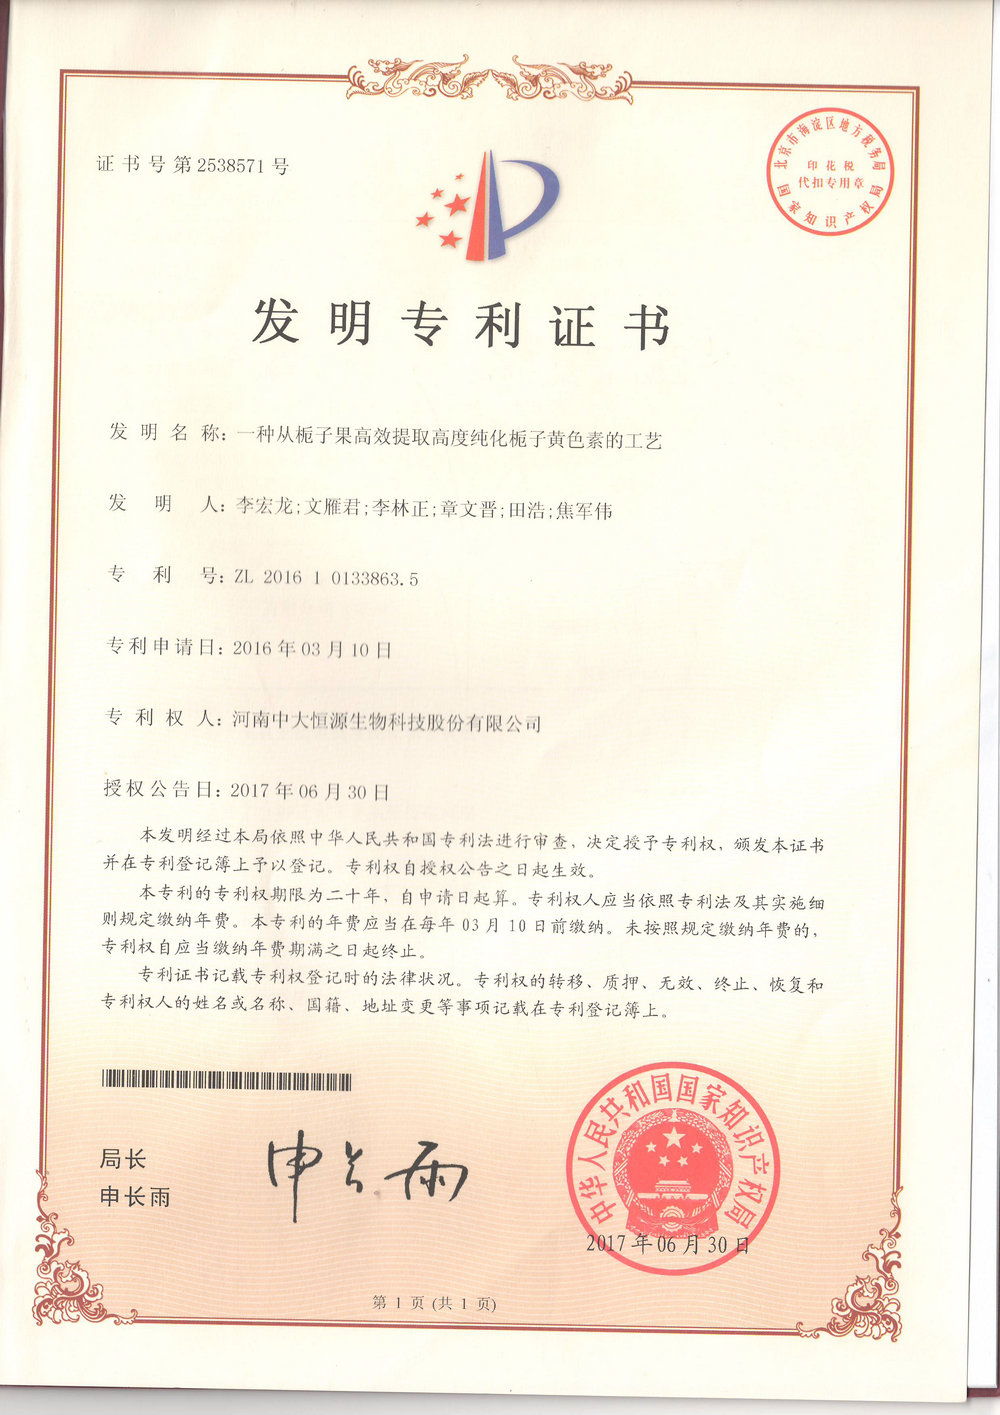 证书号第2538571号
北京市海淀区地方税务局
印花税
代扣专用章
国家知识产权局
发明专利证书
发明名称：一种从栀子果高效提取高度纯化栀子黄色素的工艺
发明人：李宏龙;文雁君;李林正;章文晋;田浩;焦军伟
专利号：ZL 2016 1 0133863.5
专利申请日：2016年03月10日
专利权人：河南中大恒源生物科技股份有限公司
授权公告日：2017年06月30日
本发明经过本局依照中华人民共和国专利法进行审查，决定授予专利权，颁发本证书
并在专利登记簿上予以登记。专利权自授权公告之日起生效。
本专利的专利权期限为二十年，自申请日起算。专利权人应当依照专利法及其实施细
则规定缴纳年费。本专利的年费应当在每年03月10日前缴纳。未按照规定缴纳年费的，
专利权自应当缴纳年费期满之日起终止。
专利证书记载专利权登记时的法律状况。专利权的转移、质押、无效、终止、恢复和
专利权人的姓名或名称、国籍、地址变更等事项记载在专利登记簿上。
局长
申长雨
申长雨
中华人民共和国国家知识产权局
2017年06月30日
第1页(共1页)